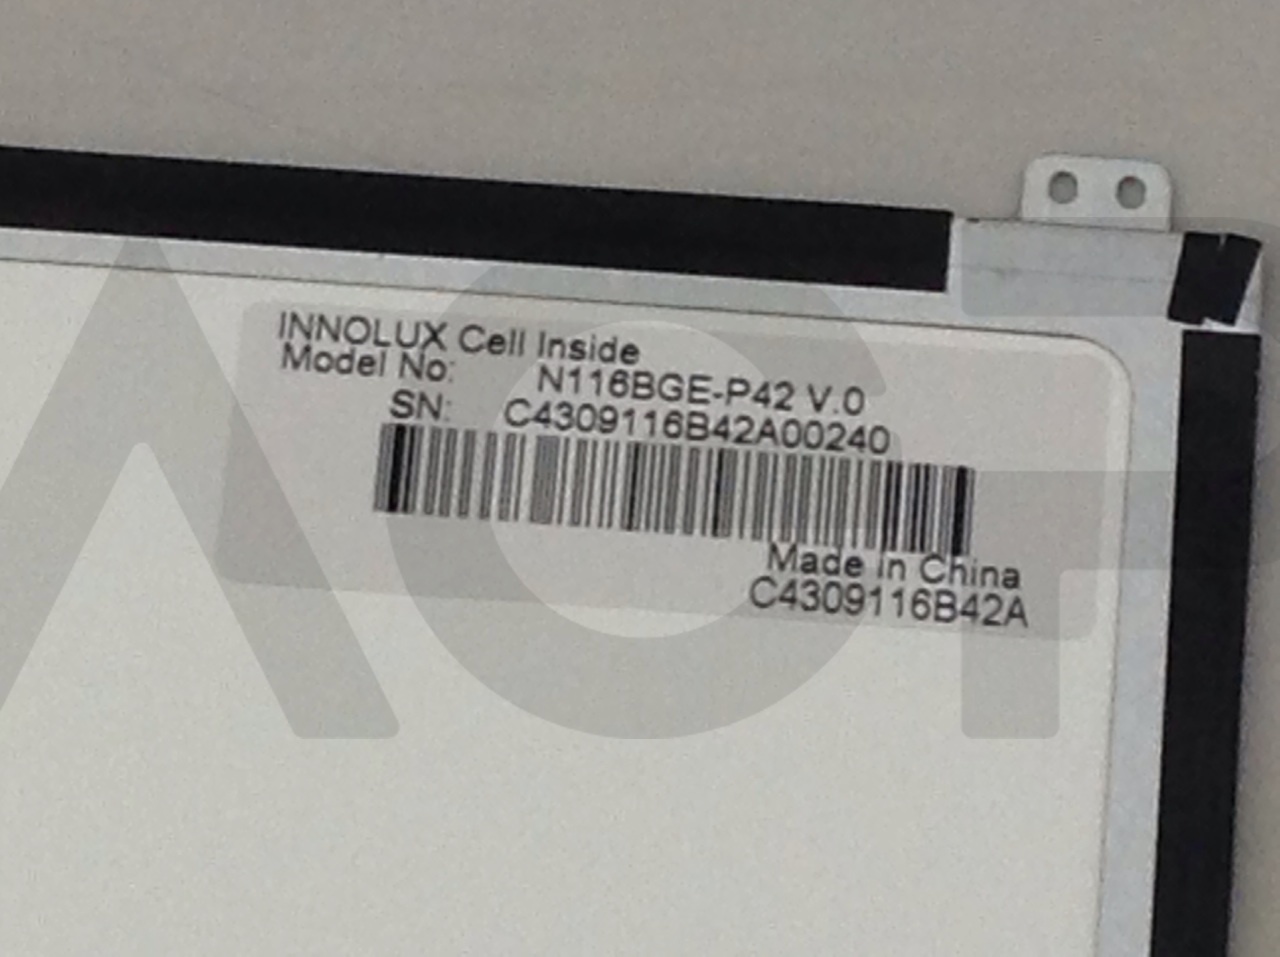 INNOLUX Cell Inside
Model No: N116BGE-P42 V.0
SN: C4309116B42A00240
Made in China
C4309116B42A